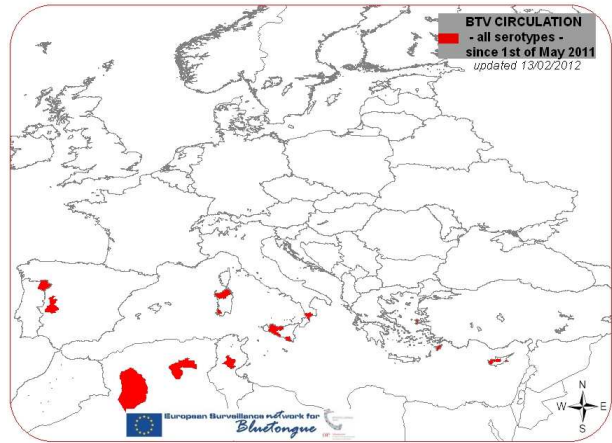 BTV CIRCULATION
- all serotypes -
since 1st of May 2011
updated 13/02/2012
N
W E
S
European Surveillance network for
Bluetongue